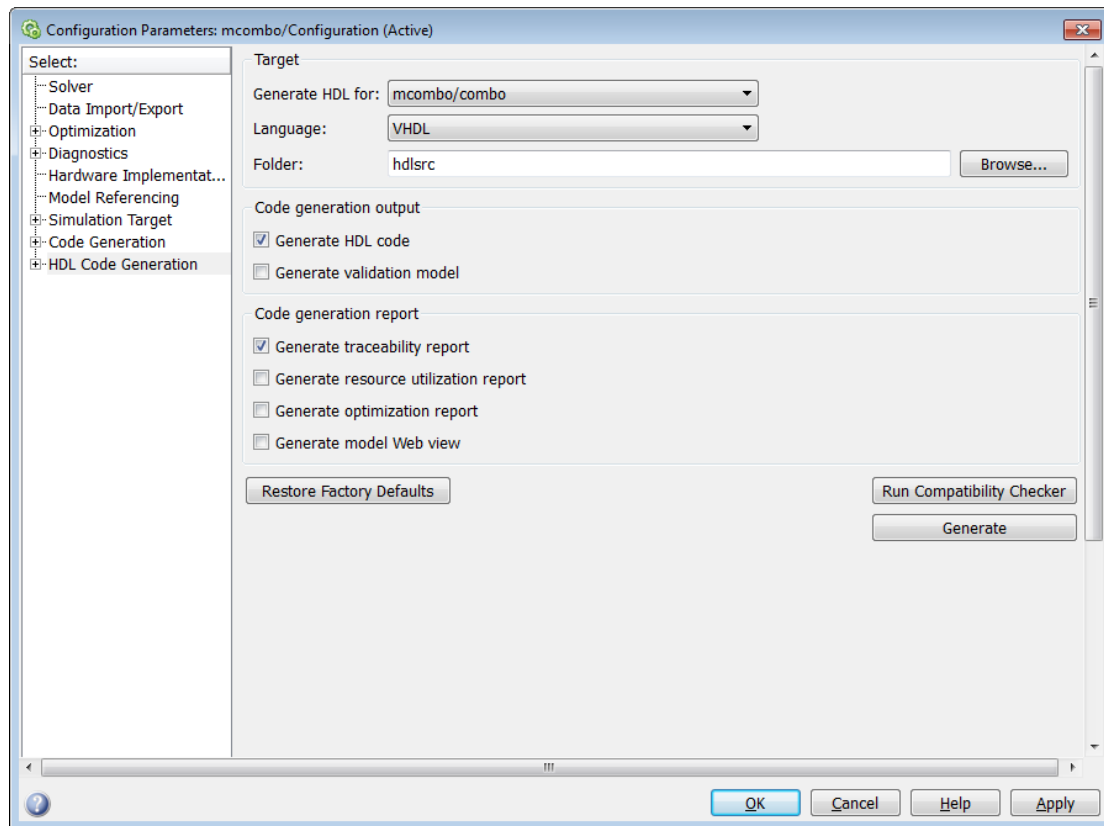 Configuration Parameters: mcombo/Configuration (Active)
Select:
Solver
Data Import/Export
Optimization
Diagnostics
Hardware Implementat...
Model Referencing
Simulation Target
Code Generation
HDL Code Generation
Target
Generate HDL for: mcombo/combo
Language: VHDL
Folder: hdlsrc Browse...
Code generation output
Generate HDL code
Generate validation model
Code generation report
Generate traceability report
Generate resource utilization report
Generate optimization report
Generate model Web view
Restore Factory Defaults Run Compatibility Checker
Generate
OK Cancel Help Apply